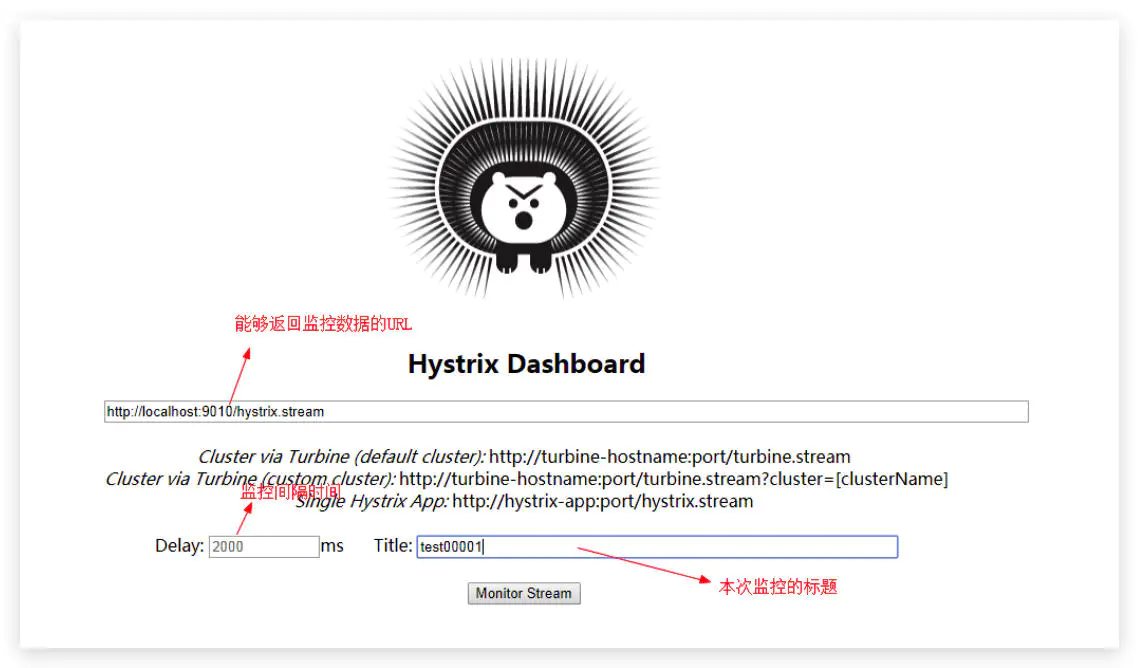 能够返回监控数据的URL
Hystrix Dashboard
http://localhost:9010/hystrix.stream
Cluster via Turbine (default cluster): http://turbine-hostname:port/turbine.stream
Cluster via Turbine (custom cluster): http://turbine-hostname:port/turbine.stream?cluster=[clusterName]
监控间隔时间
Single Hystrix App: http://hystrix-app:port/hystrix.stream
Delay: 2000 ms Title: test00001
本次监控的标题
Monitor Stream